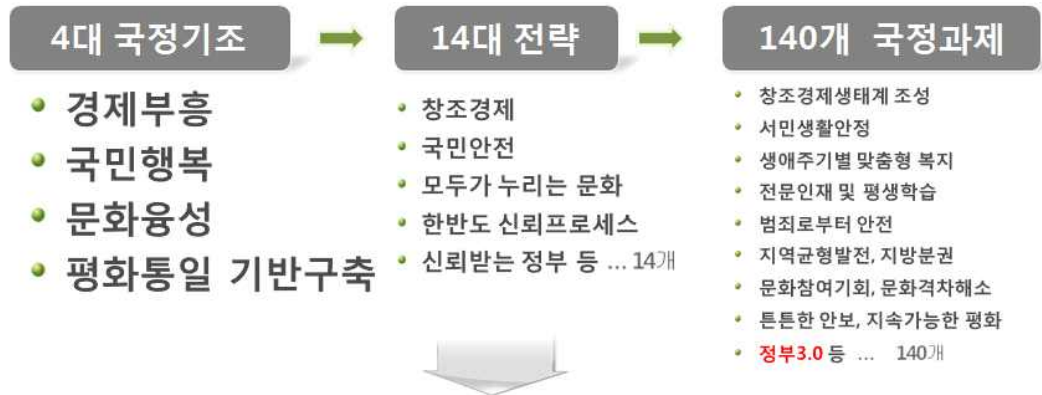 4대 국정기조
경제부흥
국민행복
문화융성
평화통일 기반구축
14대 전략
창조경제
국민안전
모두가 누리는 문화
한반도 신뢰프로세스
신뢰받는 정부 등 ... 14개
140개 국정과제
창조경제생태계 조성
서민생활안정
생애주기별 맞춤형 복지
전문인재 및 평생학습
범죄로부터 안전
지역균형발전, 지방분권
문화참여기회, 문화격차해소
튼튼한 안보, 지속가능한 평화
정부3.0 등 ... 140개